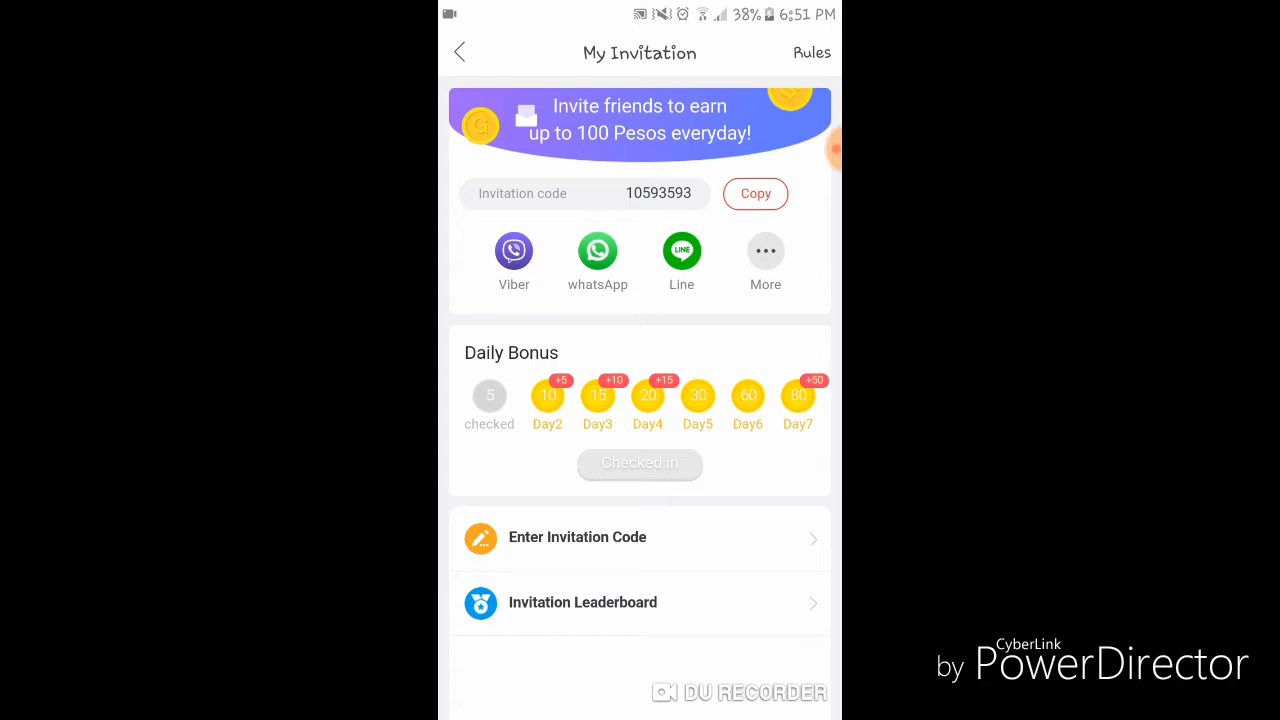 38% 6:51 PM
My Invitation Rules
Invite friends to earn
up to 100 Pesos everyday!
G
Invitation code 10593593 Copy
LINE
Viber whatsApp Line More
Daily Bonus
+5 +10 +15 +50
5 10 15 20 30 60 80
checked Day2 Day3 Day4 Day5 Day6 Day7
Checked in
Enter Invitation Code
Invitation Leaderboard
CyberLink
by PowerDirector
DU RECORDER